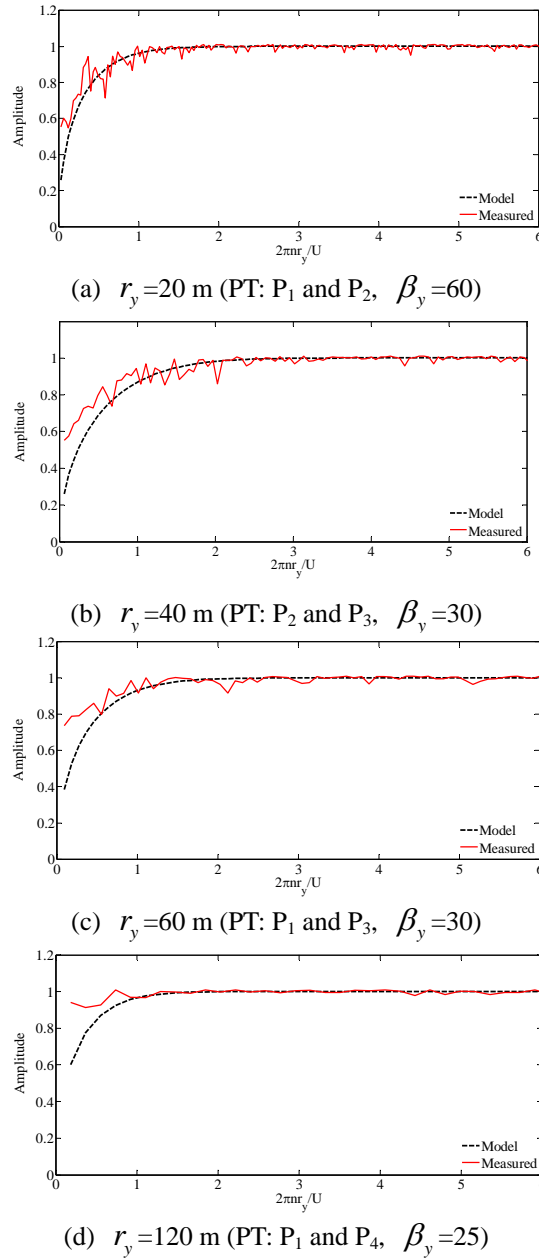 1.2
1
0.8
0.6
0.4
0.2
0
Amplitude
Model
Measured
0 1 2 3 4 5 6
2πnr_y/U
(a) r_y=20 m (PT: P₁ and P₂, β_y=60)
1.2
1
0.8
0.6
0.4
0.2
0
Amplitude
Model
Measured
0 1 2 3 4 5 6
2πnr_y/U
(b) r_y=40 m (PT: P₂ and P₃, β_y=30)
1.2
1
0.8
0.6
0.4
0.2
0
Amplitude
Model
Measured
0 1 2 3 4 5 6
2πnr_y/U
(c) r_y=60 m (PT: P₁ and P₃, β_y=30)
1.2
1
0.8
0.6
0.4
0.2
0
Amplitude
Model
Measured
0 1 2 3 4 5
2πnr_y/U
(d) r_y=120 m (PT: P₁ and P₄, β_y=25)